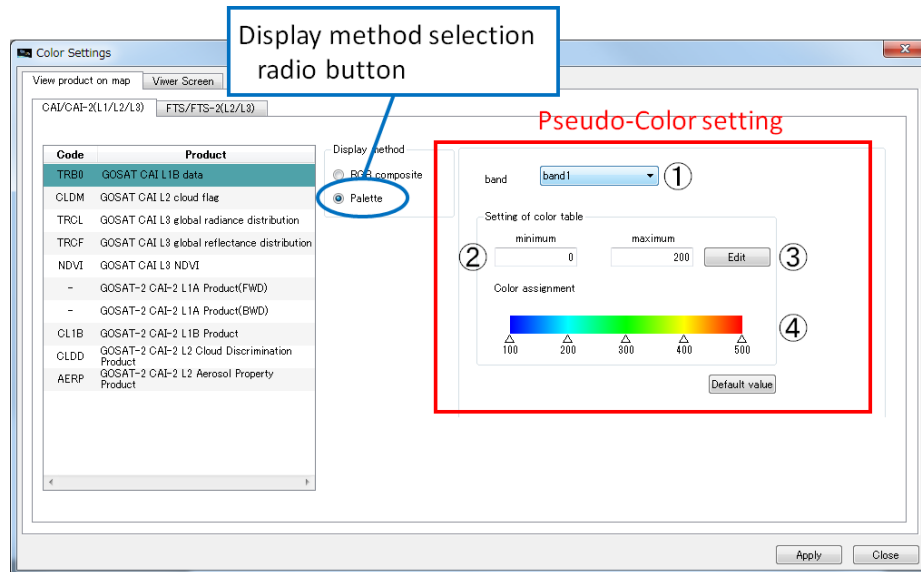 Display method selection
radio button
Color Settings
View product on map
Viwer Screen
CAI/CAI-2(L1/L2/L3)
FTS/FTS-2(L2/L3)
Pseudo-Color setting
Code Product
TRB0 GOSAT CAI L1B data
CLDM GOSAT CAI L2 cloud flag
TRCL GOSAT CAI L3 global radiance distribution
TRCF GOSAT CAI L3 global reflectance distribution
NDVI GOSAT CAI L3 NDVI
- GOSAT-2 CAI-2 L1A Product(FWD)
- GOSAT-2 CAI-2 L1A Product(BWD)
CL1B GOSAT-2 CAI-2 L1B Product
CLDD GOSAT-2 CAI-2 L2 Cloud Discrimination
Product
AERP GOSAT-2 CAI-2 L2 Aerosol Property
Product
Display method
RGB composite
Palette
band band1 ①
Setting of color table
minimum maximum
② 0 200 Edit ③
Color assignment
④
100 200 300 400 500
Default value
Apply Close